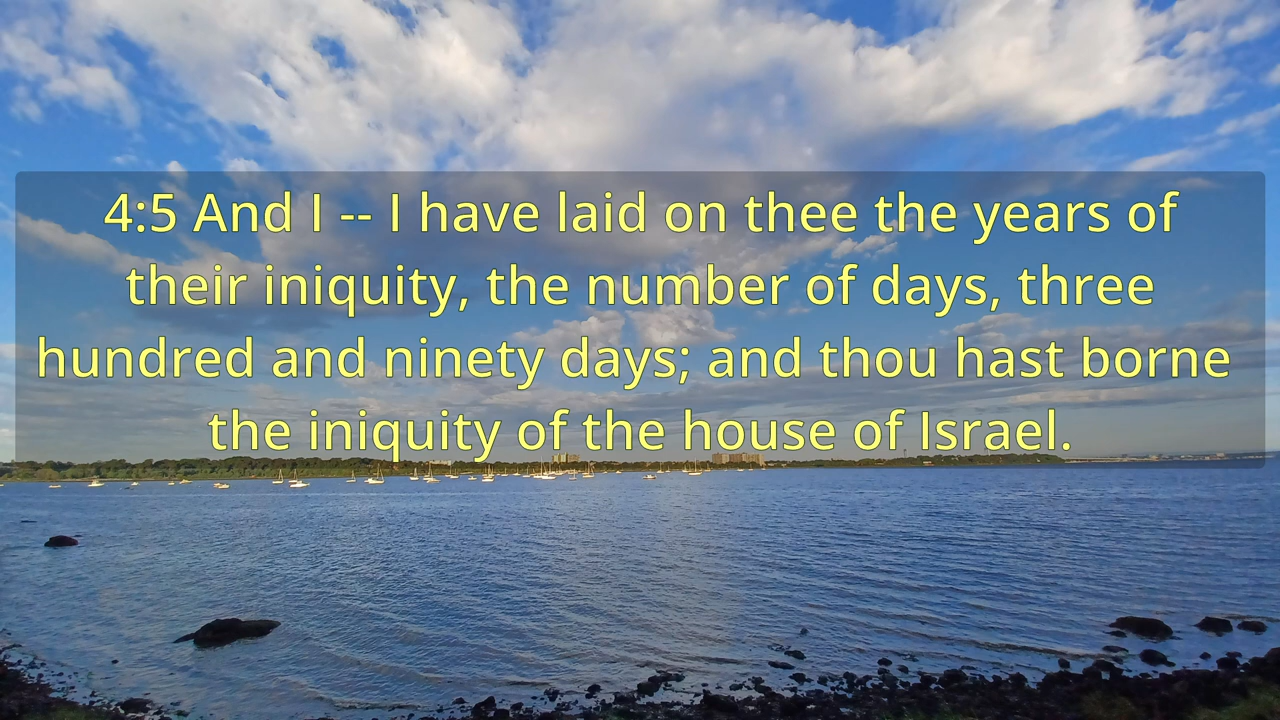 4:5 And I -- I have laid on thee the years of
their iniquity, the number of days, three
hundred and ninety days; and thou hast borne
the iniquity of the house of Israel.